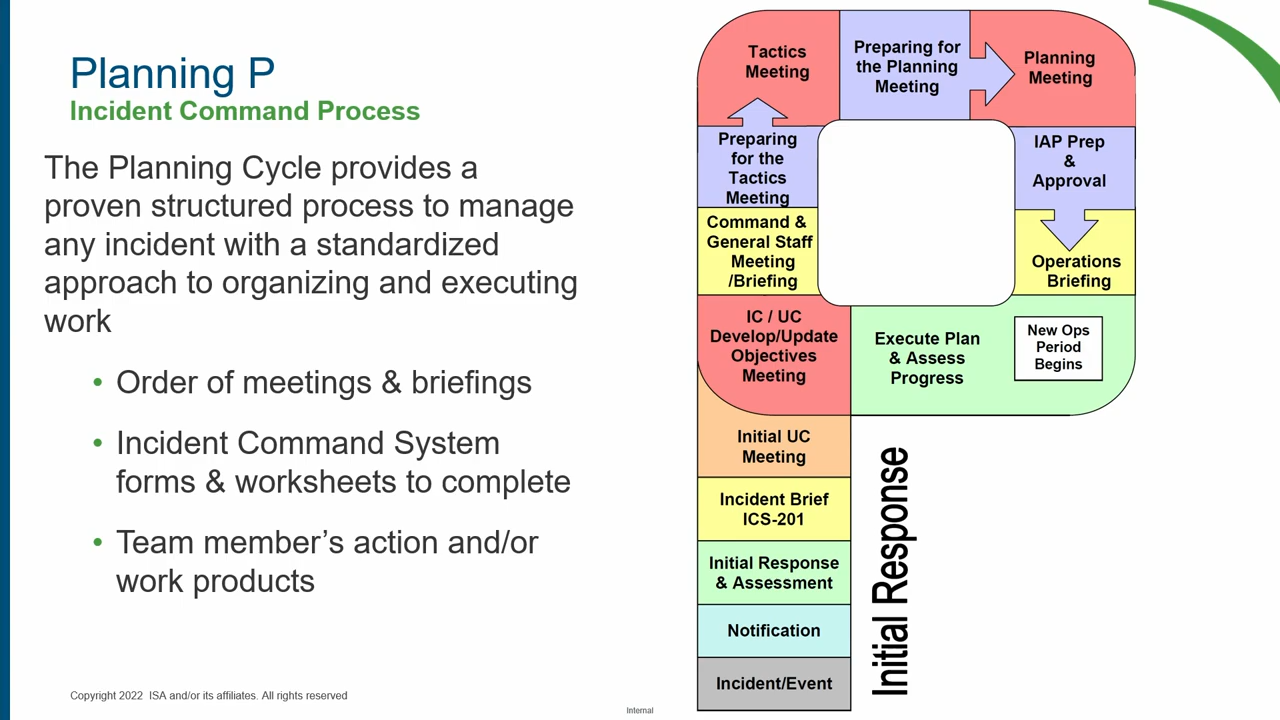 Planning P
Incident Command Process
The Planning Cycle provides a
proven structured process to manage
any incident with a standardized
approach to organizing and executing
work
• Order of meetings & briefings
• Incident Command System
forms & worksheets to complete
• Team member’s action and/or
work products
Copyright 2022  ISA and/or its affiliates. All rights reserved
Internal
Tactics
Meeting
Preparing for
the Planning
Meeting
Planning
Meeting
Preparing
for the
Tactics
Meeting
IAP Prep
&
Approval
Command &
General Staff
Meeting
/Briefing
Operations
Briefing
IC / UC
Develop/Update
Objectives
Meeting
Execute Plan
& Assess
Progress
New Ops
Period
Begins
Initial UC
Meeting
Incident Brief
ICS-201
Initial Response
& Assessment
Notification
Incident/Event
Initial Response